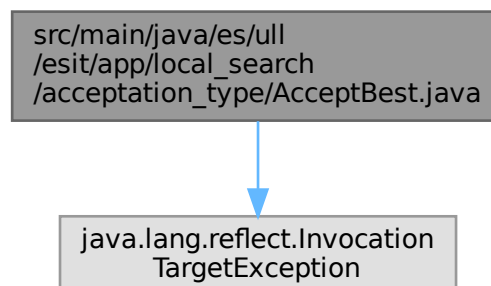 src/main/java/es/ull
/esit/app/local_search
/acceptation_type/AcceptBest.java
java.lang.reflect.Invocation
TargetException